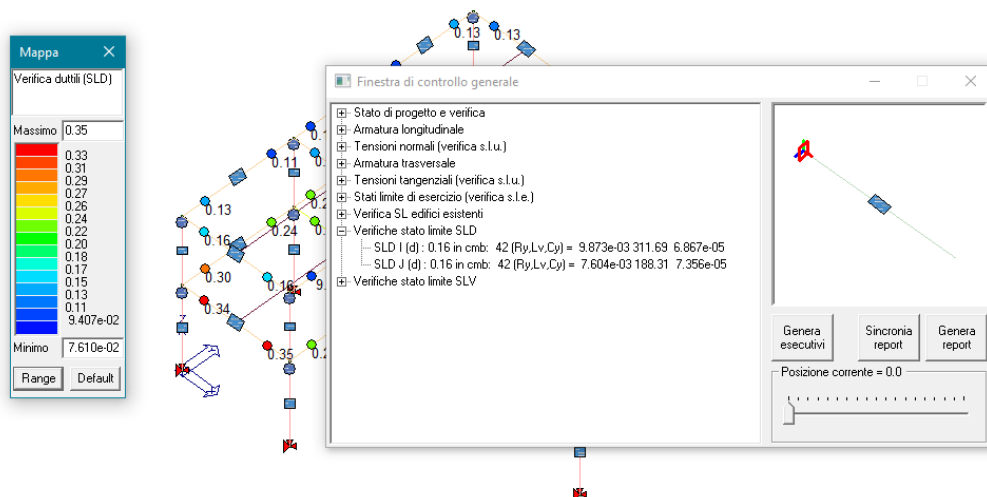 Mappa
Verifica duttili (SLD)
Massimo 0.35
0.33
0.31
0.29
0.27
0.26
0.24
0.22
0.20
0.18
0.17
0.15
0.13
0.11
9.407e-02
Minimo 7.610e-02
Range Default
0.13 0.13
0.11
0.13
0.24
0.16
0.30
0.16
0.34
0.35
Finestra di controllo generale
Stato di progetto e verifica
Armatura longitudinale
Tensioni normali (verifica s.l.u.)
Armatura trasversale
Tensioni tangenziali (verifica s.l.u.)
Stati limite di esercizio (verifica s.l.e.)
Verifica SL edifici esistenti
Verifiche stato limite SLD
SLD I (d) : 0.16 in cmb: 42 (Ry,Lv,Cy) = 9.873e-03 311.69 6.867e-05
SLD J (d) : 0.16 in cmb: 42 (Ry,Lv,Cy) = 7.604e-03 188.31 7.356e-05
Verifiche stato limite SLV
Genera esecutivi
Sincronia report
Genera report
Posizione corrente = 0.0